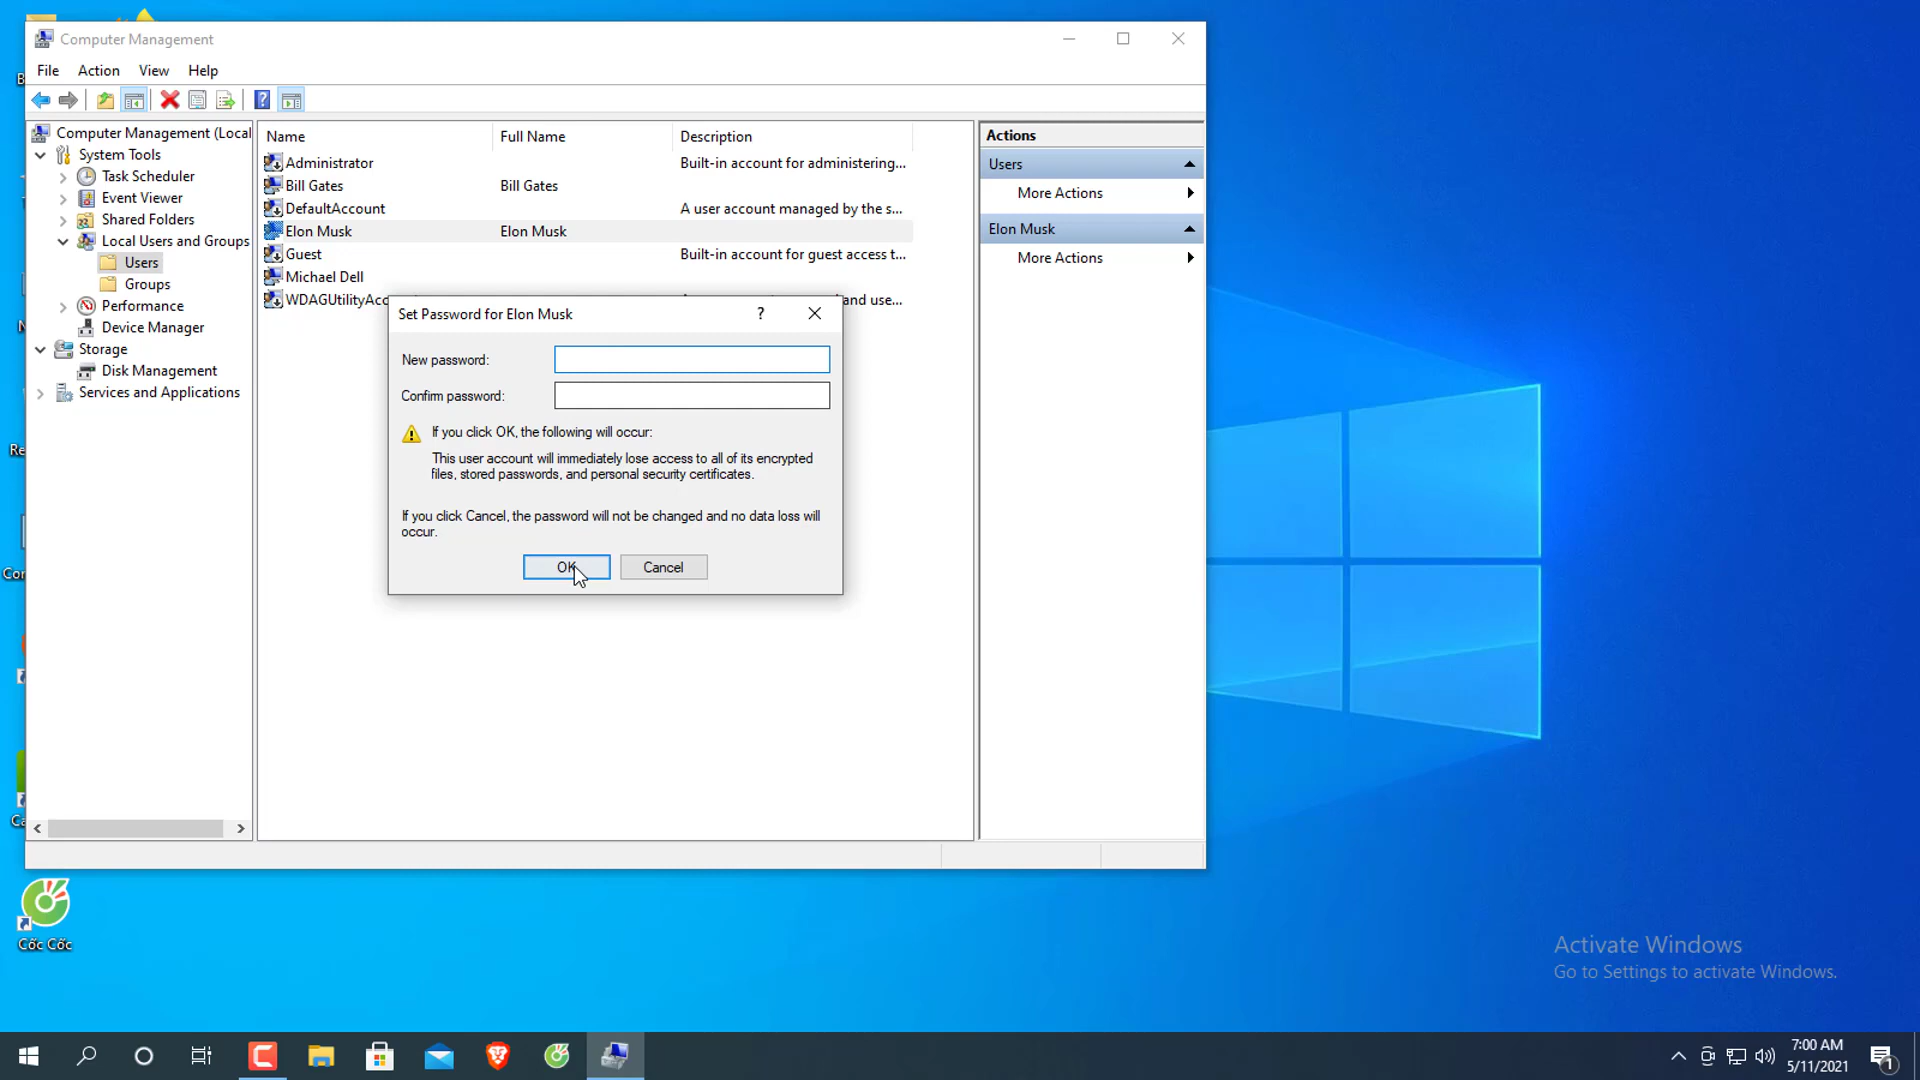 Computer Management
File Action View Help
Computer Management (Local
System Tools
Task Scheduler
Event Viewer
Shared Folders
Local Users and Groups
Users
Groups
Performance
Device Manager
Storage
Disk Management
Services and Applications
Name Full Name Description
Administrator Built-in account for administering...
Bill Gates Bill Gates
DefaultAccount A user account managed by the s...
Elon Musk Elon Musk
Guest Built-in account for guest access t...
Michael Dell
WDAGUtilityAcc and use...
Actions
Users
More Actions
Elon Musk
More Actions
Set Password for Elon Musk ?
New password:
Confirm password:
If you click OK, the following will occur:
This user account will immediately lose access to all of its encrypted
files, stored passwords, and personal security certificates.
If you click Cancel, the password will not be changed and no data loss will
occur.
OK Cancel
Cốc Cốc
Activate Windows
Go to Settings to activate Windows.
7:00 AM
5/11/2021
1